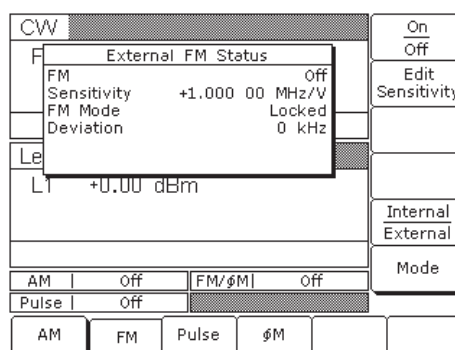 CW
F
External FM Status
FM Off
Sensitivity +1.000 00 MHz/V
FM Mode Locked
Deviation 0 kHz
Le
L1 +0.00 dBm
AM | Off FM/ϕM| Off
Pulse | Off
On
Off
Edit
Sensitivity
Internal
External
Mode
AM FM Pulse ϕM